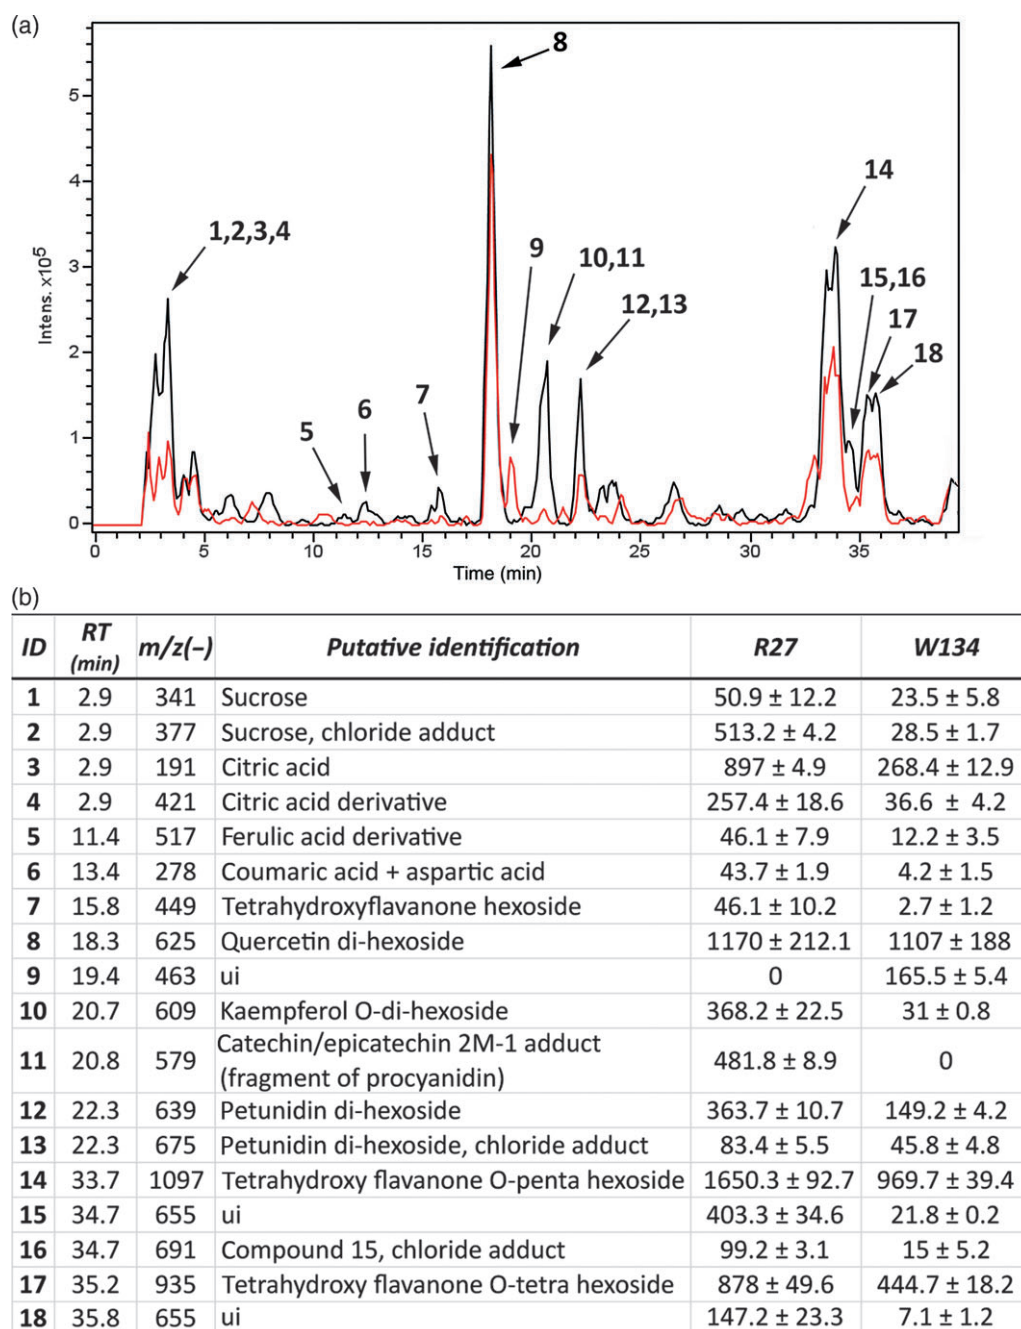 (a)
8
5
14
4
1,2,3,4
9
10,11
15,16
Intens. x10⁵
3
12,13
17
18
2
7
6
5
1
0
0 5 10 15 20 25 30 35
Time (min)
(b)
ID RT (min) m/z(−) Putative identification R27 W134
1 2.9 341 Sucrose 50.9 ± 12.2 23.5 ± 5.8
2 2.9 377 Sucrose, chloride adduct 513.2 ± 4.2 28.5 ± 1.7
3 2.9 191 Citric acid 897 ± 4.9 268.4 ± 12.9
4 2.9 421 Citric acid derivative 257.4 ± 18.6 36.6 ± 4.2
5 11.4 517 Ferulic acid derivative 46.1 ± 7.9 12.2 ± 3.5
6 13.4 278 Coumaric acid + aspartic acid 43.7 ± 1.9 4.2 ± 1.5
7 15.8 449 Tetrahydroxyflavanone hexoside 46.1 ± 10.2 2.7 ± 1.2
8 18.3 625 Quercetin di-hexoside 1170 ± 212.1 1107 ± 188
9 19.4 463 ui 0 165.5 ± 5.4
10 20.7 609 Kaempferol O-di-hexoside 368.2 ± 22.5 31 ± 0.8
11 20.8 579 Catechin/epicatechin 2M-1 adduct (fragment of procyanidin) 481.8 ± 8.9 0
12 22.3 639 Petunidin di-hexoside 363.7 ± 10.7 149.2 ± 4.2
13 22.3 675 Petunidin di-hexoside, chloride adduct 83.4 ± 5.5 45.8 ± 4.8
14 33.7 1097 Tetrahydroxy flavanone O-penta hexoside 1650.3 ± 92.7 969.7 ± 39.4
15 34.7 655 ui 403.3 ± 34.6 21.8 ± 0.2
16 34.7 691 Compound 15, chloride adduct 99.2 ± 3.1 15 ± 5.2
17 35.2 935 Tetrahydroxy flavanone O-tetra hexoside 878 ± 49.6 444.7 ± 18.2
18 35.8 655 ui 147.2 ± 23.3 7.1 ± 1.2